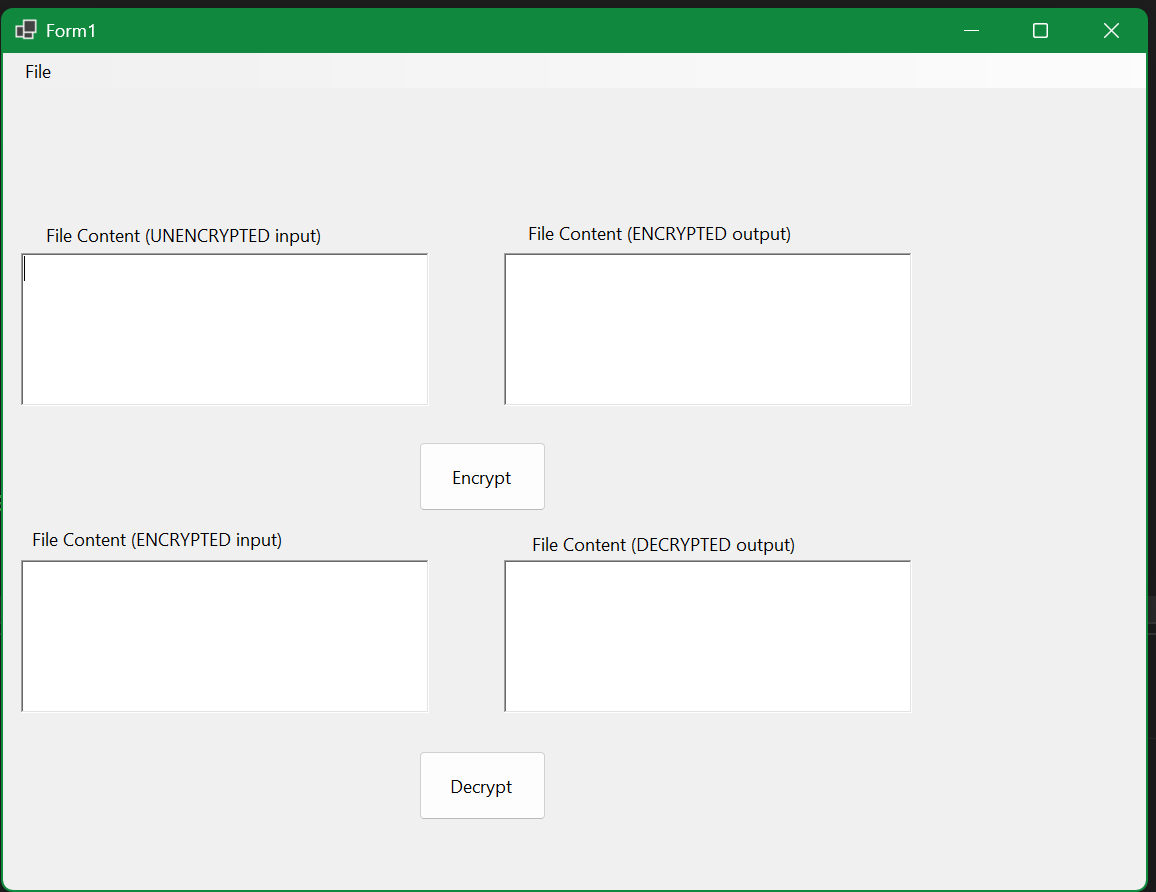 Form1
File
File Content (UNENCRYPTED input)
File Content (ENCRYPTED output)
Encrypt
File Content (ENCRYPTED input)
File Content (DECRYPTED output)
Decrypt